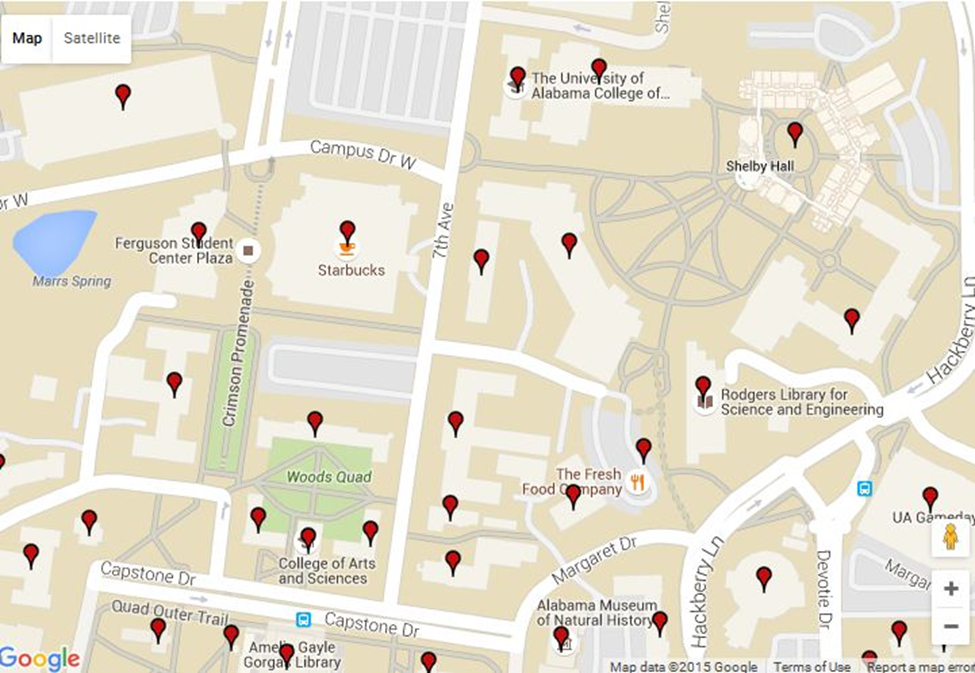 Map
Satellite
Shel
The University of
Alabama College of...
Campus Dr W
Shelby Hall
Dr W
7th Ave
Ferguson Student
Center Plaza
Starbucks
Marrs Spring
Crimson Promenade
Hackberry Ln
Rodgers Library for
Science and Engineering
Woods Quad
The Fresh
Food Company
UA Gameday
College of Arts
and Sciences
Capstone Dr
Margaret Dr
Hackberry Ln
Devotie Dr
Margar
Quad Outer Trail
Capstone Dr
Alabama Museum
of Natural History
Amelia Gayle
Gorgas Library
Google
Map data ©2015 Google
Terms of Use
Report a map error